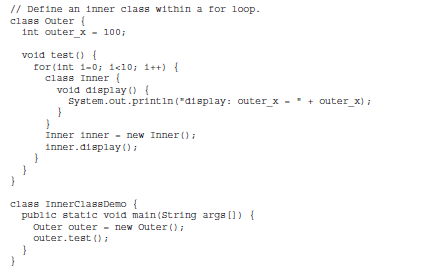 // Define an inner class within a for loop.
class Outer {
  int outer_x = 100;

  void test() {
    for(int i=0; i<10; i++) {
      class Inner {
        void display() {
          System.out.println("display: outer_x = " + outer_x);
        }
      }
      Inner inner = new Inner();
      inner.display();
    }
  }
}

class InnerClassDemo {
  public static void main(String args[]) {
    Outer outer = new Outer();
    outer.test();
  }
}